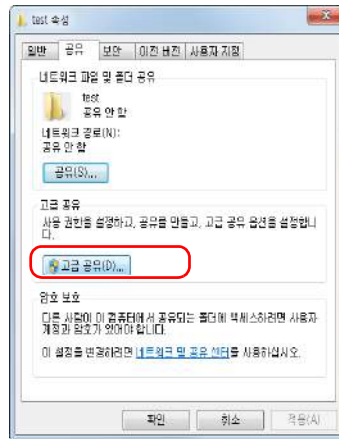 test 속성
일반 공유 보안 이전 버전 사용자 지정
네트워크 파일 및 폴더 공유
test
공유 안 함
네트워크 경로(N):
공유 안 함
공유(S)...
고급 공유
사용 권한을 설정하고, 공유를 만들고, 고급 공유 옵션을 설정합니
다.
고급 공유(D)...
암호 보호
다른 사람이 이 컴퓨터에서 공유되는 폴더에 액세스하려면 사용자
계정과 암호가 있어야 합니다.
이 설정을 변경하려면 네트워크 및 공유 센터를 사용하십시오.
확인 취소 적용(A)